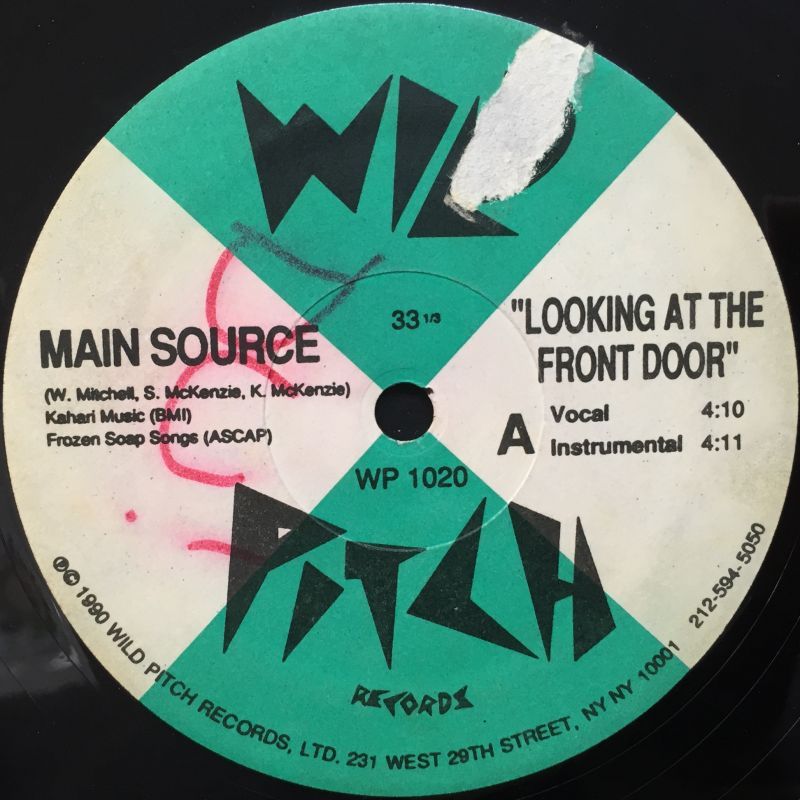 WILD
33 1/3
MAIN SOURCE
(W. Mitchell, S. McKenzie, K. McKenzie)
Kahari Music (BMI)
Frozen Soap Songs (ASCAP)
"LOOKING AT THE
FRONT DOOR"
A
Vocal 4:10
Instrumental 4:11
WP 1020
PITCH
RECORDS
℗© 1990 WILD PITCH RECORDS, LTD. 231 WEST 29TH STREET, NY NY 10001 212-594-5050